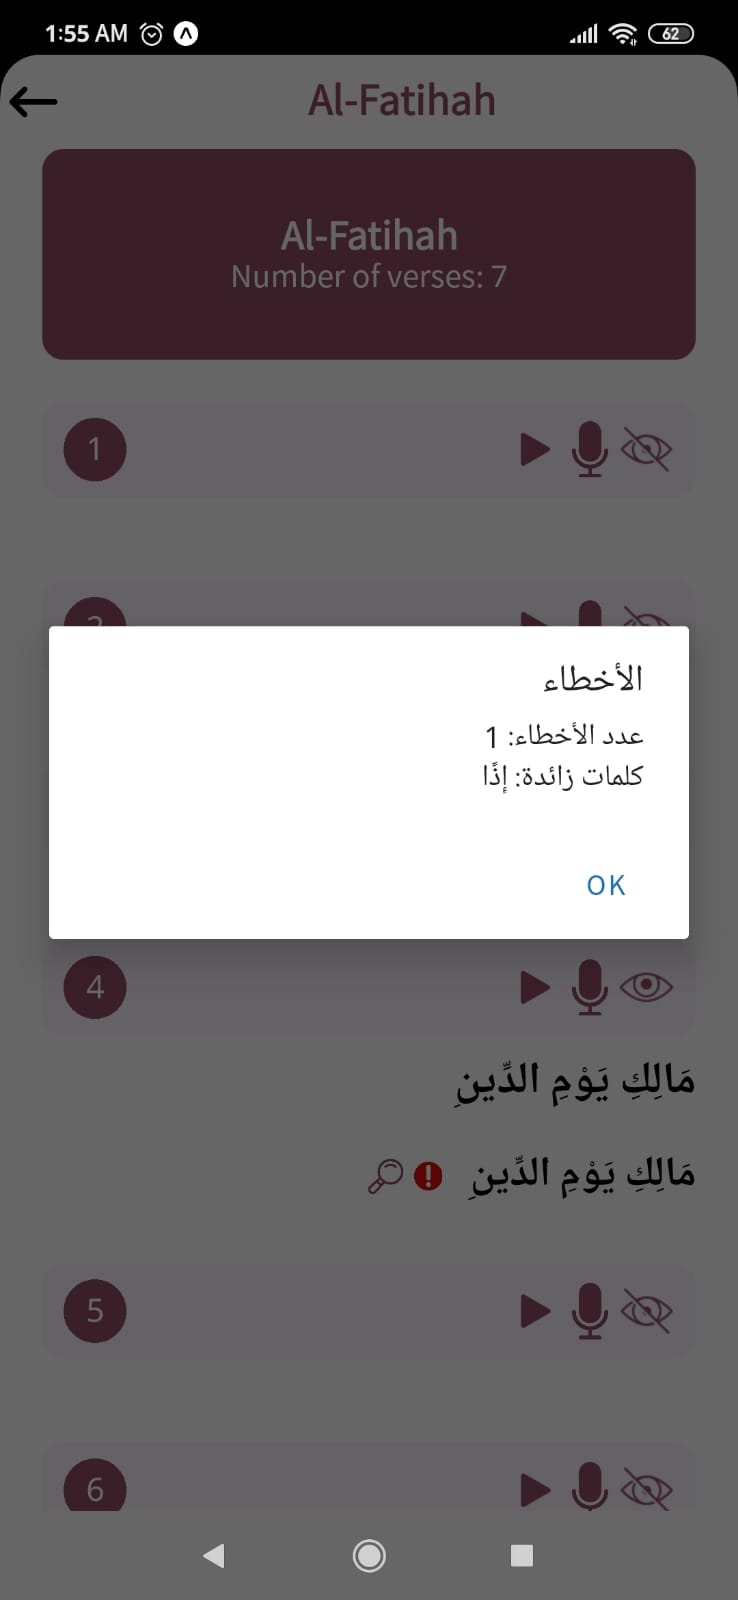 1:55 AM
62
Al-Fatihah
Al-Fatihah
Number of verses: 7
1
2
الأخطاء
عدد الأخطاء: 1
كلمات زائدة: إذًا
OK
4
مَالِكِ يَوْمِ الدِّينِ
مَالِكِ يَوْمِ الدِّينِ
5
6